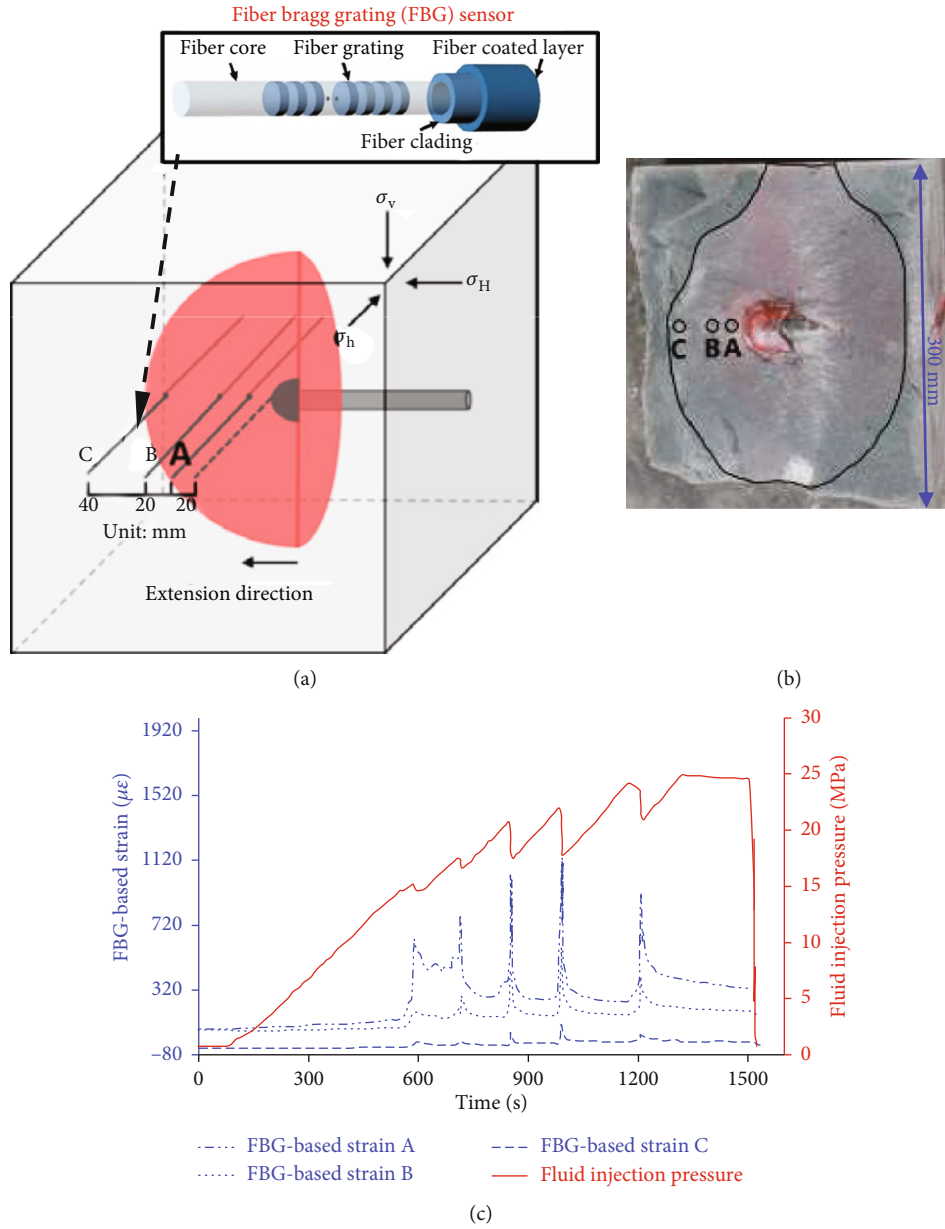 Fiber bragg grating (FBG) sensor
Fiber core
Fiber grating
Fiber coated layer
Fiber clading
σv
σH
σh
C
B
A
40
20
20
Unit: mm
Extension direction
(a)
C
B
A
300 mm
(b)
FBG-based strain (με)
1920
1520
1120
720
320
−80
0
300
600
900
1200
1500
Time (s)
30
25
20
15
10
5
0
Fluid injection pressure (MPa)
FBG-based strain A
FBG-based strain B
FBG-based strain C
Fluid injection pressure
(c)